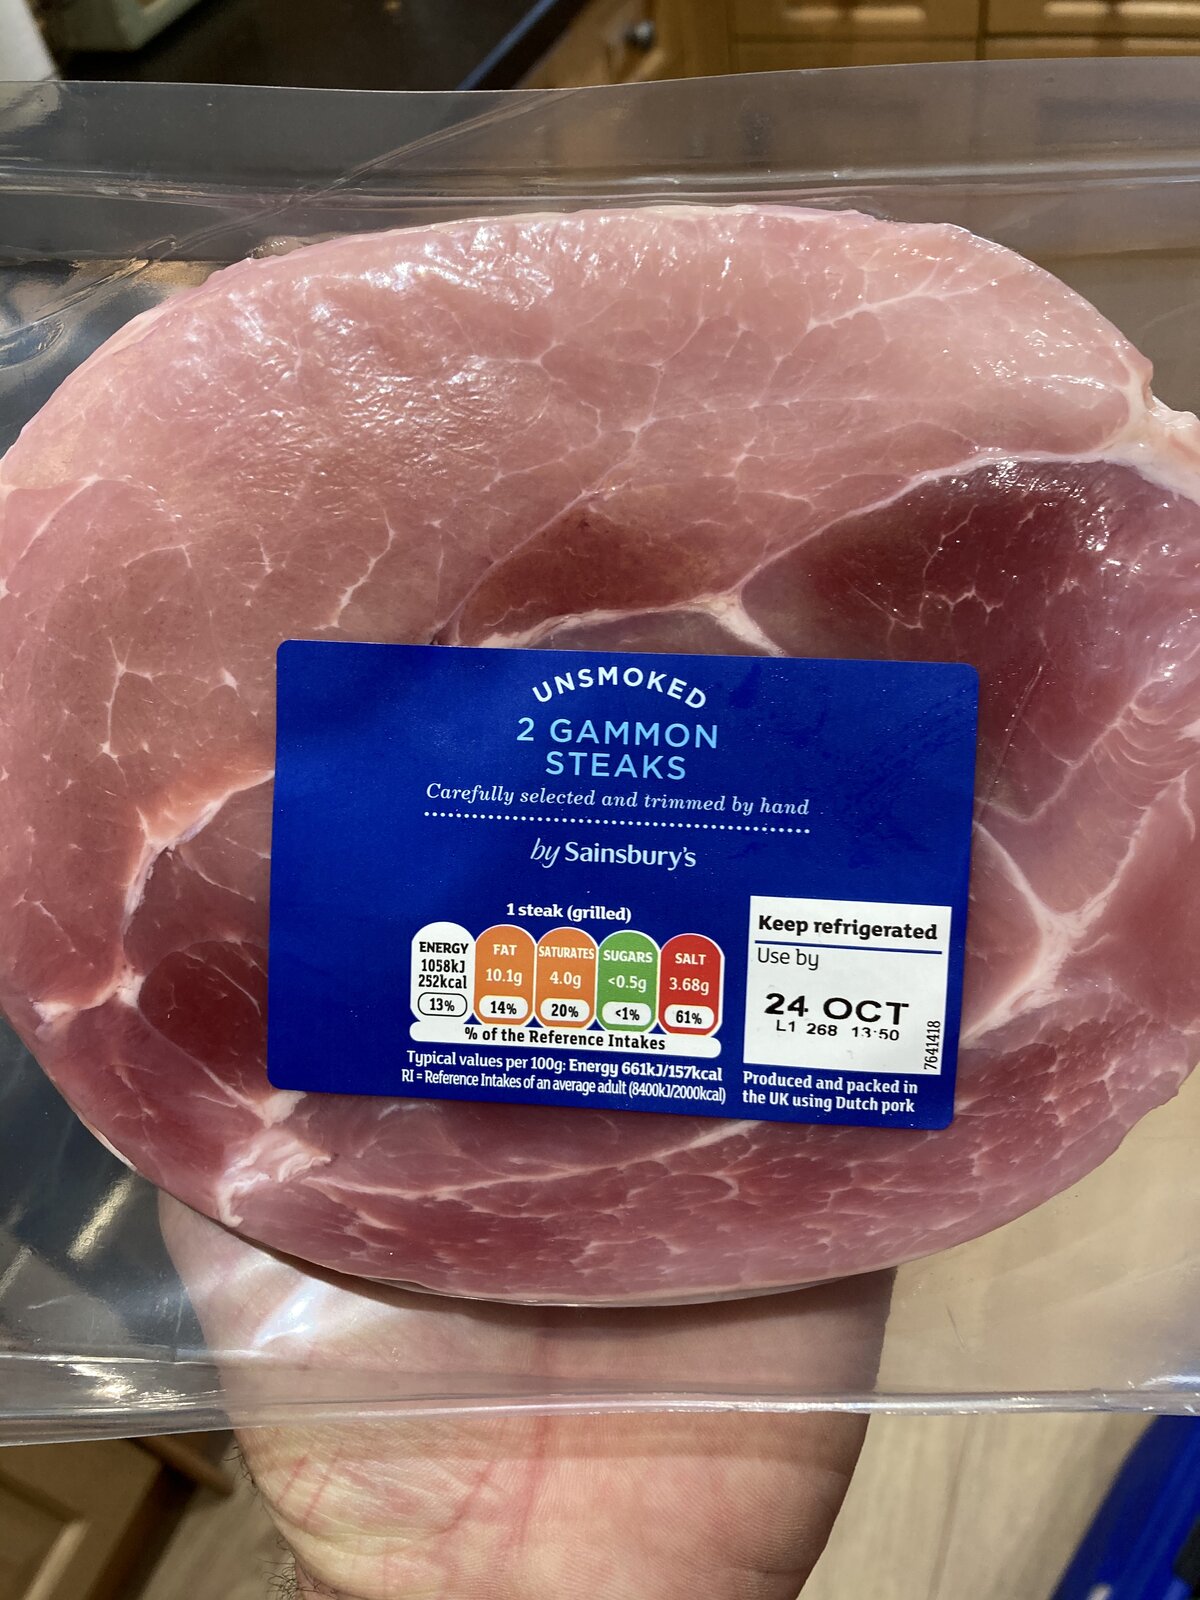 UNSMOKED
2 GAMMON
STEAKS
Carefully selected and trimmed by hand
by Sainsbury's
1 steak (grilled)
ENERGY
1058kJ
252kcal
13%
FAT
10.1g
14%
SATURATES
4.0g
20%
SUGARS
<0.5g
<1%
SALT
3.68g
61%
% of the Reference Intakes
Typical values per 100g: Energy 661kJ/157kcal
RI = Reference Intakes of an average adult (8400kJ/2000kcal)
Keep refrigerated
Use by
24 OCT
L1 268 13:50
7641418
Produced and packed in
the UK using Dutch pork